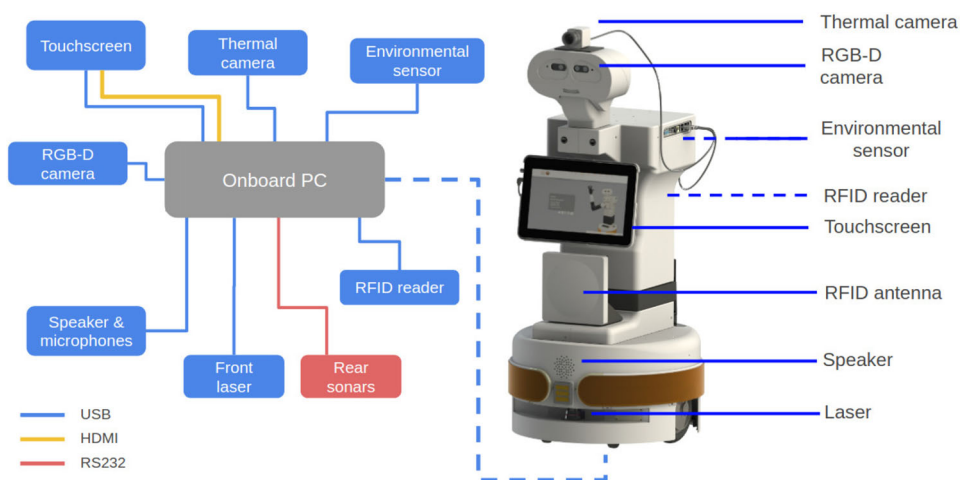 Touchscreen
Thermal
camera
Environmental
sensor
RGB-D
camera
Onboard PC
RFID reader
Speaker &
microphones
Front
laser
Rear
sonars
USB
HDMI
RS232
Thermal camera
RGB-D
camera
Environmental
sensor
RFID reader
Touchscreen
RFID antenna
Speaker
Laser